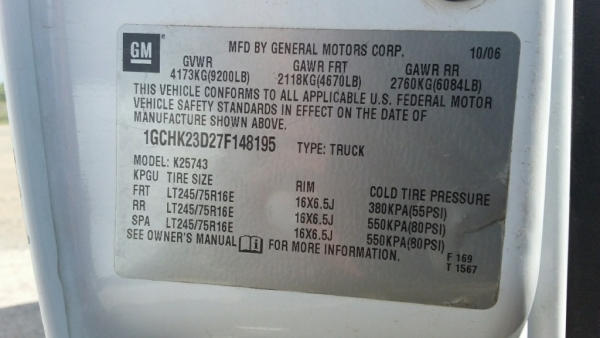 GM
MFD BY GENERAL MOTORS CORP. 10/06
GVWR GAWR FRT GAWR RR
4173KG(9200LB) 2118KG(4670LB) 2760KG(6084LB)
THIS VEHICLE CONFORMS TO ALL APPLICABLE U.S. FEDERAL MOTOR
VEHICLE SAFETY STANDARDS IN EFFECT ON THE DATE OF
MANUFACTURE SHOWN ABOVE.
1GCHK23D27F148195 TYPE: TRUCK
MODEL: K25743
KPGU TIRE SIZE RIM COLD TIRE PRESSURE
FRT LT245/75R16E 16X6.5J 380KPA(55PSI)
RR LT245/75R16E 16X6.5J 550KPA(80PSI)
SPA LT245/75R16E 16X6.5J 550KPA(80PSI)
SEE OWNER'S MANUAL i FOR MORE INFORMATION.
F 169
T 1567